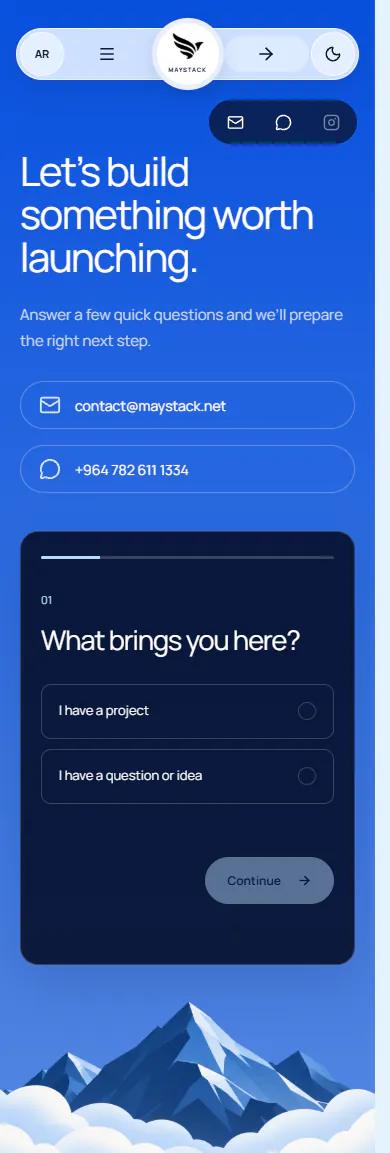 AR
MAYSTACK
Let's build
something worth
launching.
Answer a few quick questions and we'll prepare
the right next step.
contact@maystack.net
+964 782 611 1334
01
What brings you here?
I have a project
I have a question or idea
Continue